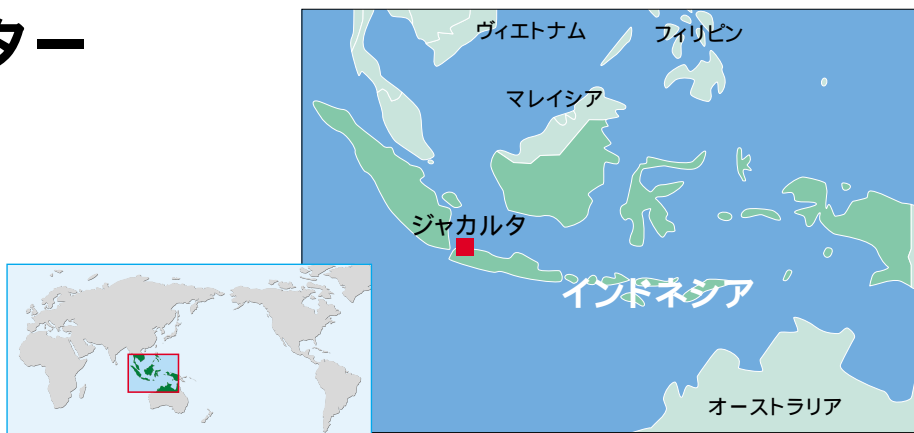 ター
ヴィエトナム
フィリピン
マレイシア
ジャカルタ
インドネシア
オーストラリア